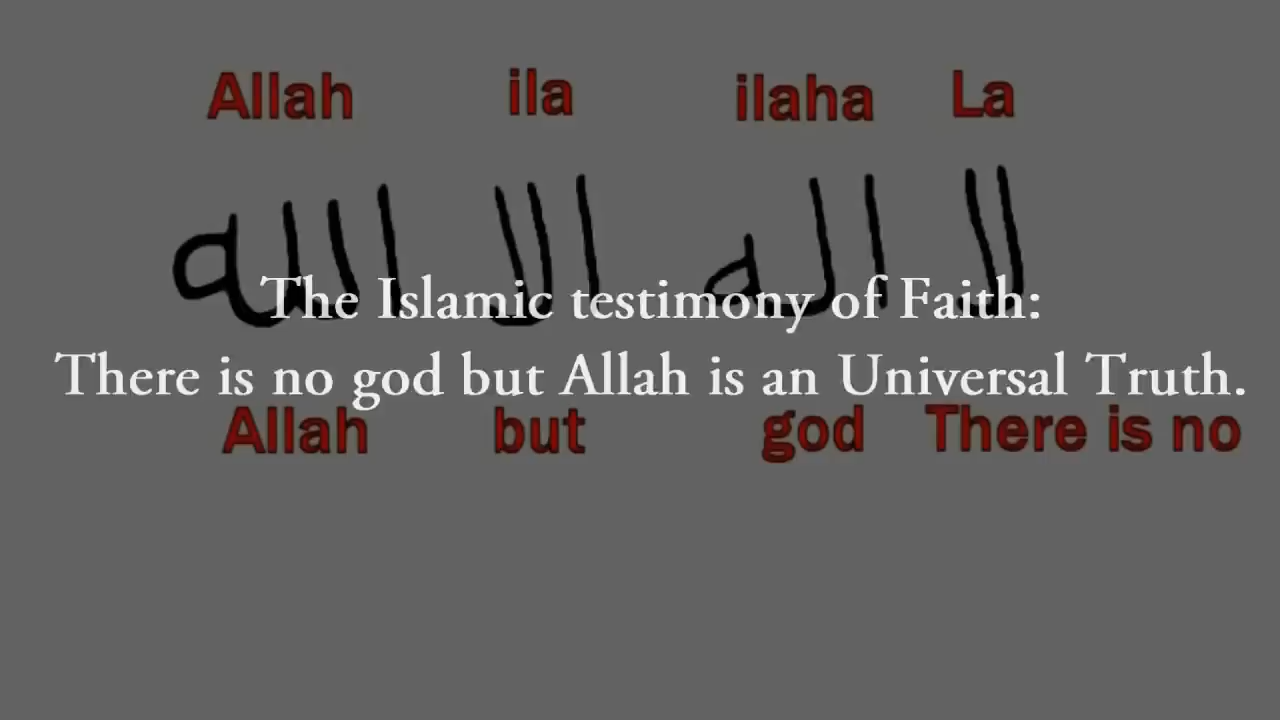 Allah ila ilaha La
لا اله الا الله
The Islamic testimony of Faith:
There is no god but Allah is an Universal Truth.
Allah but god There is no